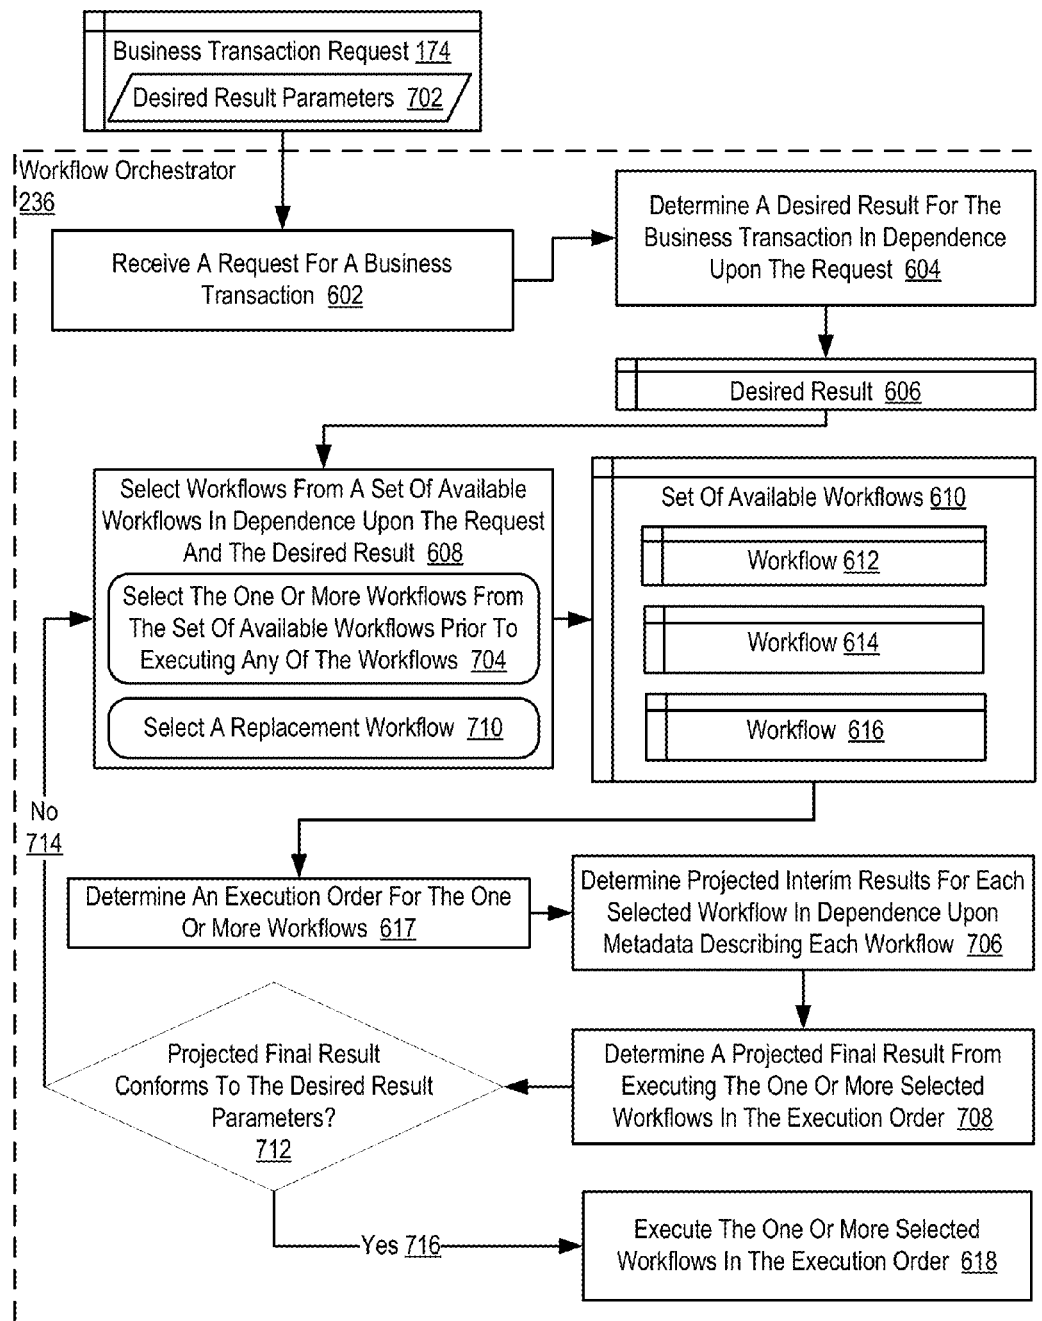 Business Transaction Request 174
Desired Result Parameters 702
Workflow Orchestrator
236
Receive A Request For A Business
Transaction 602
Determine A Desired Result For The
Business Transaction In Dependence
Upon The Request 604
Desired Result 606
Select Workflows From A Set Of Available
Workflows In Dependence Upon The Request
And The Desired Result 608
Select The One Or More Workflows From
The Set Of Available Workflows Prior To
Executing Any Of The Workflows 704
Select A Replacement Workflow 710
Set Of Available Workflows 610
Workflow 612
Workflow 614
Workflow 616
No
714
Determine An Execution Order For The One
Or More Workflows 617
Determine Projected Interim Results For Each
Selected Workflow In Dependence Upon
Metadata Describing Each Workflow 706
Projected Final Result
Conforms To The Desired Result
Parameters?
712
Determine A Projected Final Result From
Executing The One Or More Selected
Workflows In The Execution Order 708
Yes 716
Execute The One Or More Selected
Workflows In The Execution Order 618